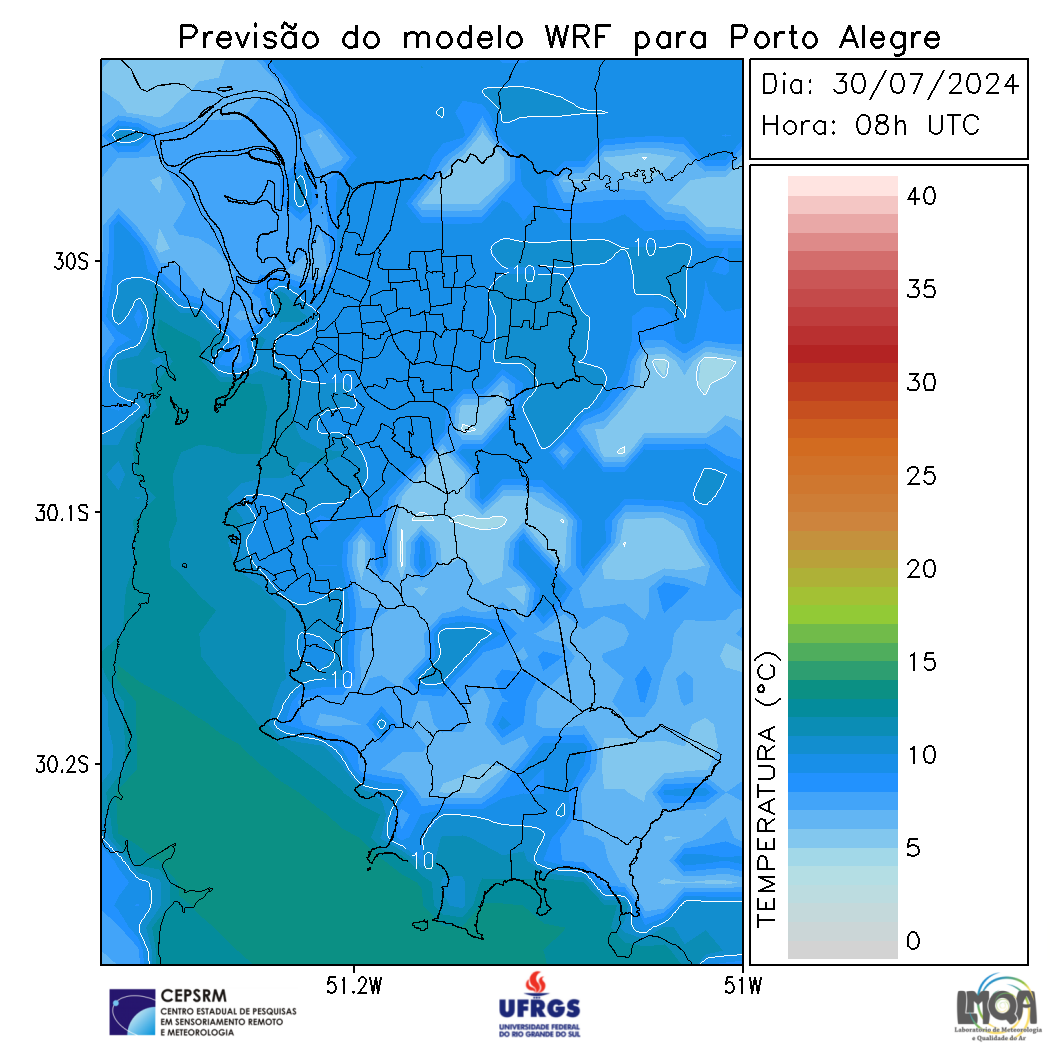 Previsão do modelo WRF para Porto Alegre
Dia: 30/07/2024
Hora: 08h UTC
40
35
30
25
20
15
10
5
0
TEMPERATURA (°C)
30S
30.1S
30.2S
51.2W
51W
10
10
10
10
10
CEPSRM
CENTRO ESTADUAL DE PESQUISAS
EM SENSORIAMENTO REMOTO
E METEOROLOGIA
UFRGS
UNIVERSIDADE FEDERAL
DO RIO GRANDE DO SUL
LMQA
Laboratório de Meteorologia
e Qualidade do Ar